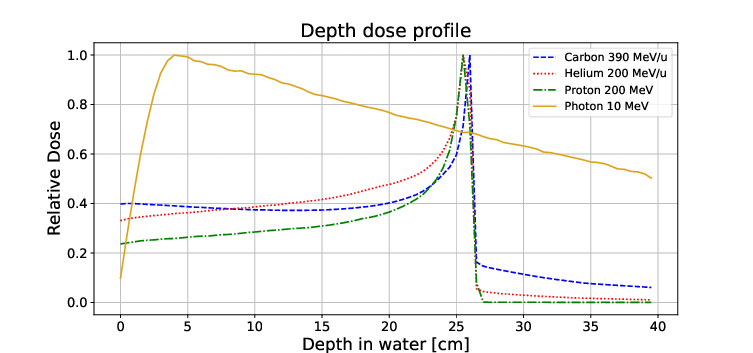 Depth dose profile
Relative Dose
1.0
0.8
0.6
0.4
0.2
0.0
Carbon 390 MeV/u
Helium 200 MeV/u
Proton 200 MeV
Photon 10 MeV
0 5 10 15 20 25 30 35 40
Depth in water [cm]